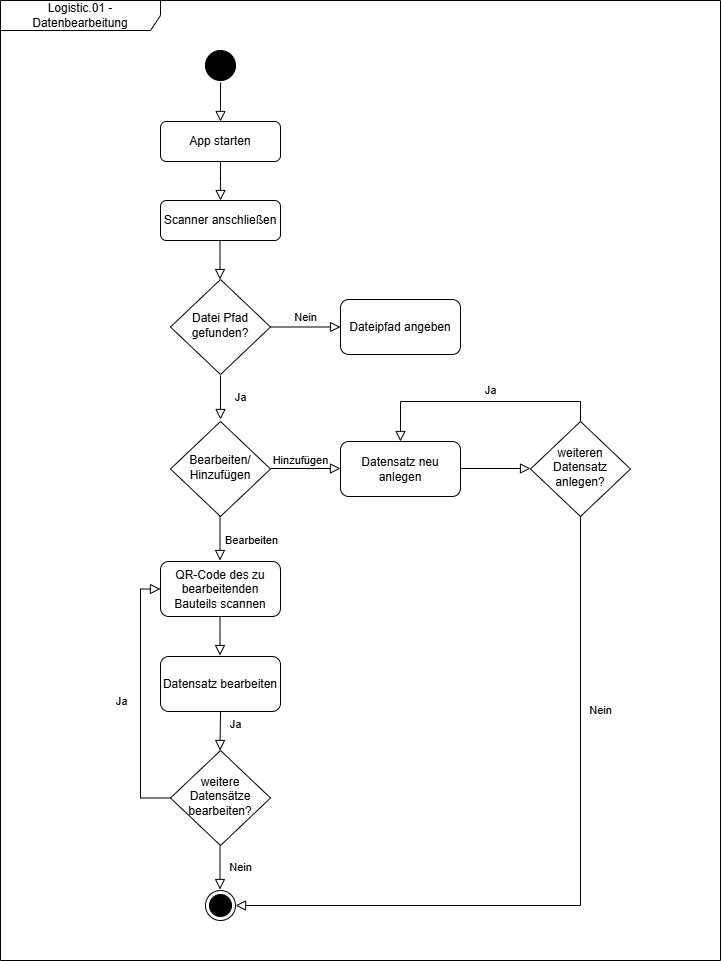 Logistic.01 -
Datenbearbeitung
App starten
Scanner anschließen
Datei Pfad
gefunden?
Nein
Dateipfad angeben
Ja
Ja
Bearbeiten/
Hinzufügen
Hinzufügen
Datensatz neu
anlegen
weiteren
Datensatz
anlegen?
Bearbeiten
QR-Code des zu
bearbeitenden
Bauteils scannen
Datensatz bearbeiten
Ja
Ja
Nein
weitere
Datensätze
bearbeiten?
Nein